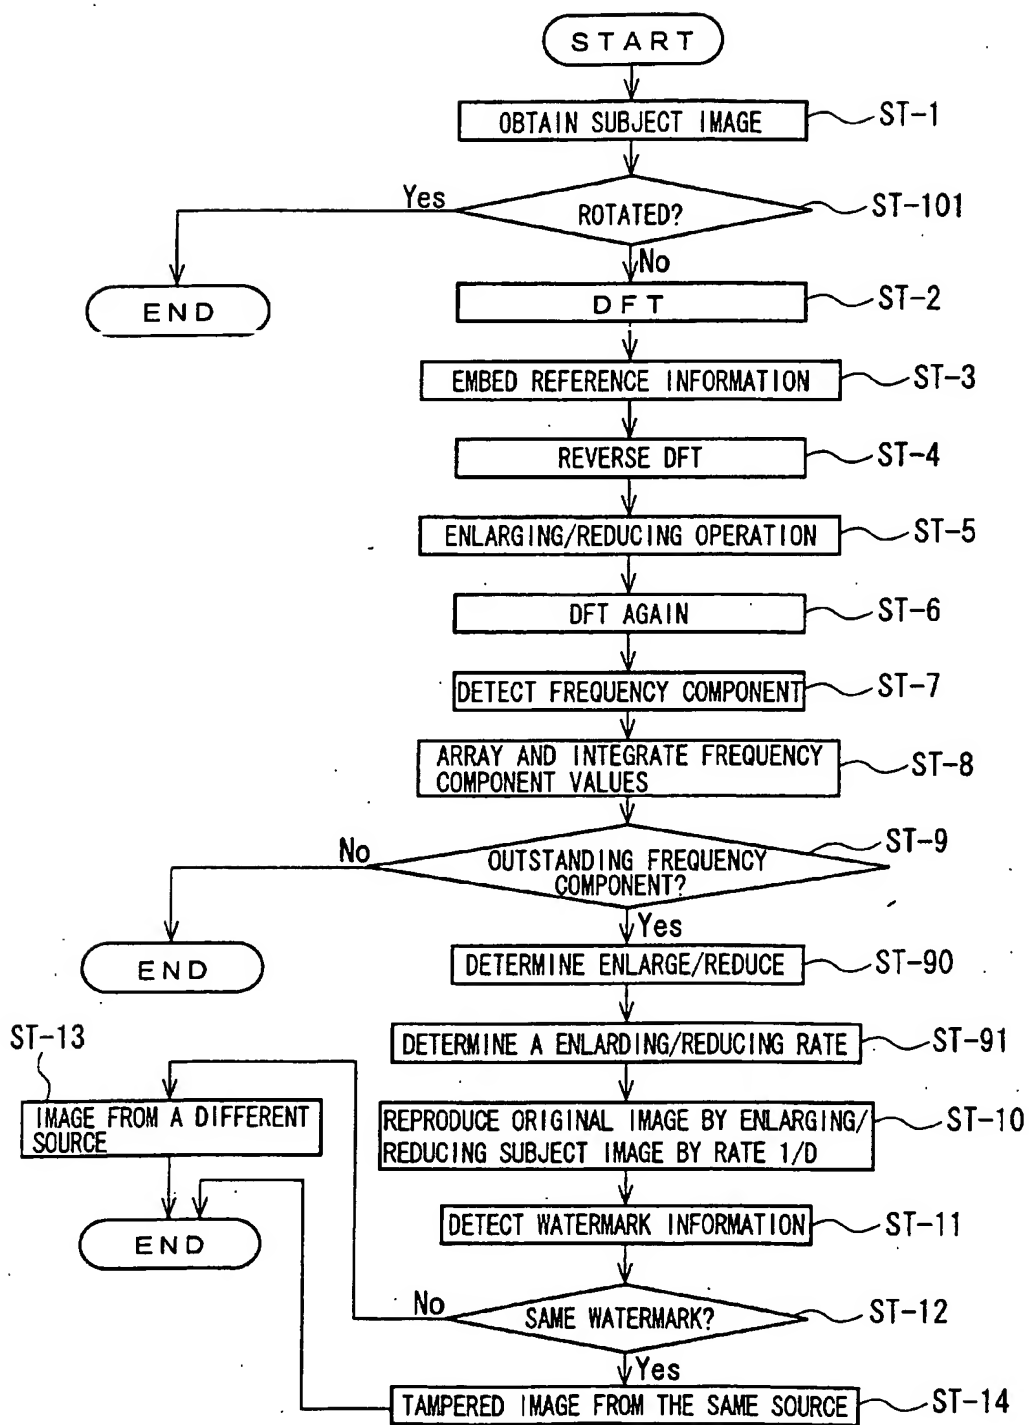 START
OBTAIN SUBJECT IMAGE
ST-1
Yes
ROTATED?
ST-101
No
END
DFT
ST-2
EMBED REFERENCE INFORMATION
ST-3
REVERSE DFT
ST-4
ENLARGING/REDUCING OPERATION
ST-5
DFT AGAIN
ST-6
DETECT FREQUENCY COMPONENT
ST-7
ARRAY AND INTEGRATE FREQUENCY
COMPONENT VALUES
ST-8
No
OUTSTANDING FREQUENCY
COMPONENT?
ST-9
Yes
END
DETERMINE ENLARGE/REDUCE
ST-90
ST-13
DETERMINE A ENLARDING/REDUCING RATE
ST-91
IMAGE FROM A DIFFERENT
SOURCE
REPRODUCE ORIGINAL IMAGE BY ENLARGING/
REDUCING SUBJECT IMAGE BY RATE 1/D
ST-10
DETECT WATERMARK INFORMATION
ST-11
END
No
SAME WATERMARK?
ST-12
Yes
TAMPERED IMAGE FROM THE SAME SOURCE
ST-14